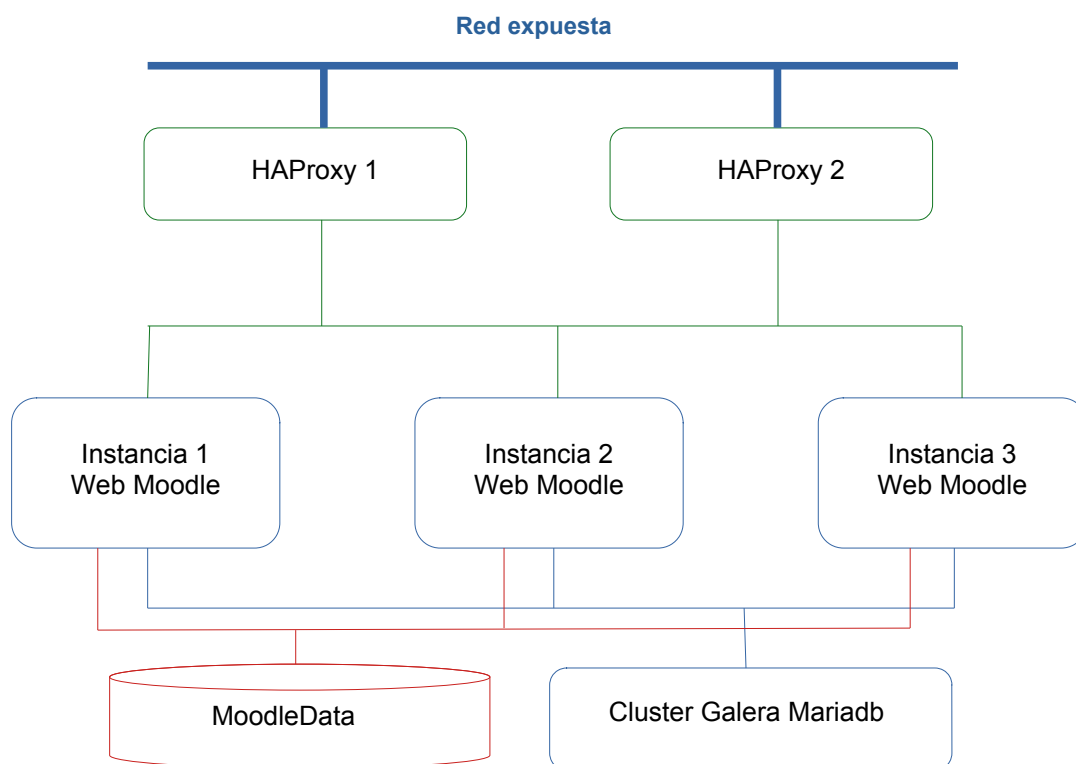 Red expuesta
HAProxy 1
HAProxy 2
Instancia 1
Web Moodle
Instancia 2
Web Moodle
Instancia 3
Web Moodle
MoodleData
Cluster Galera Mariadb